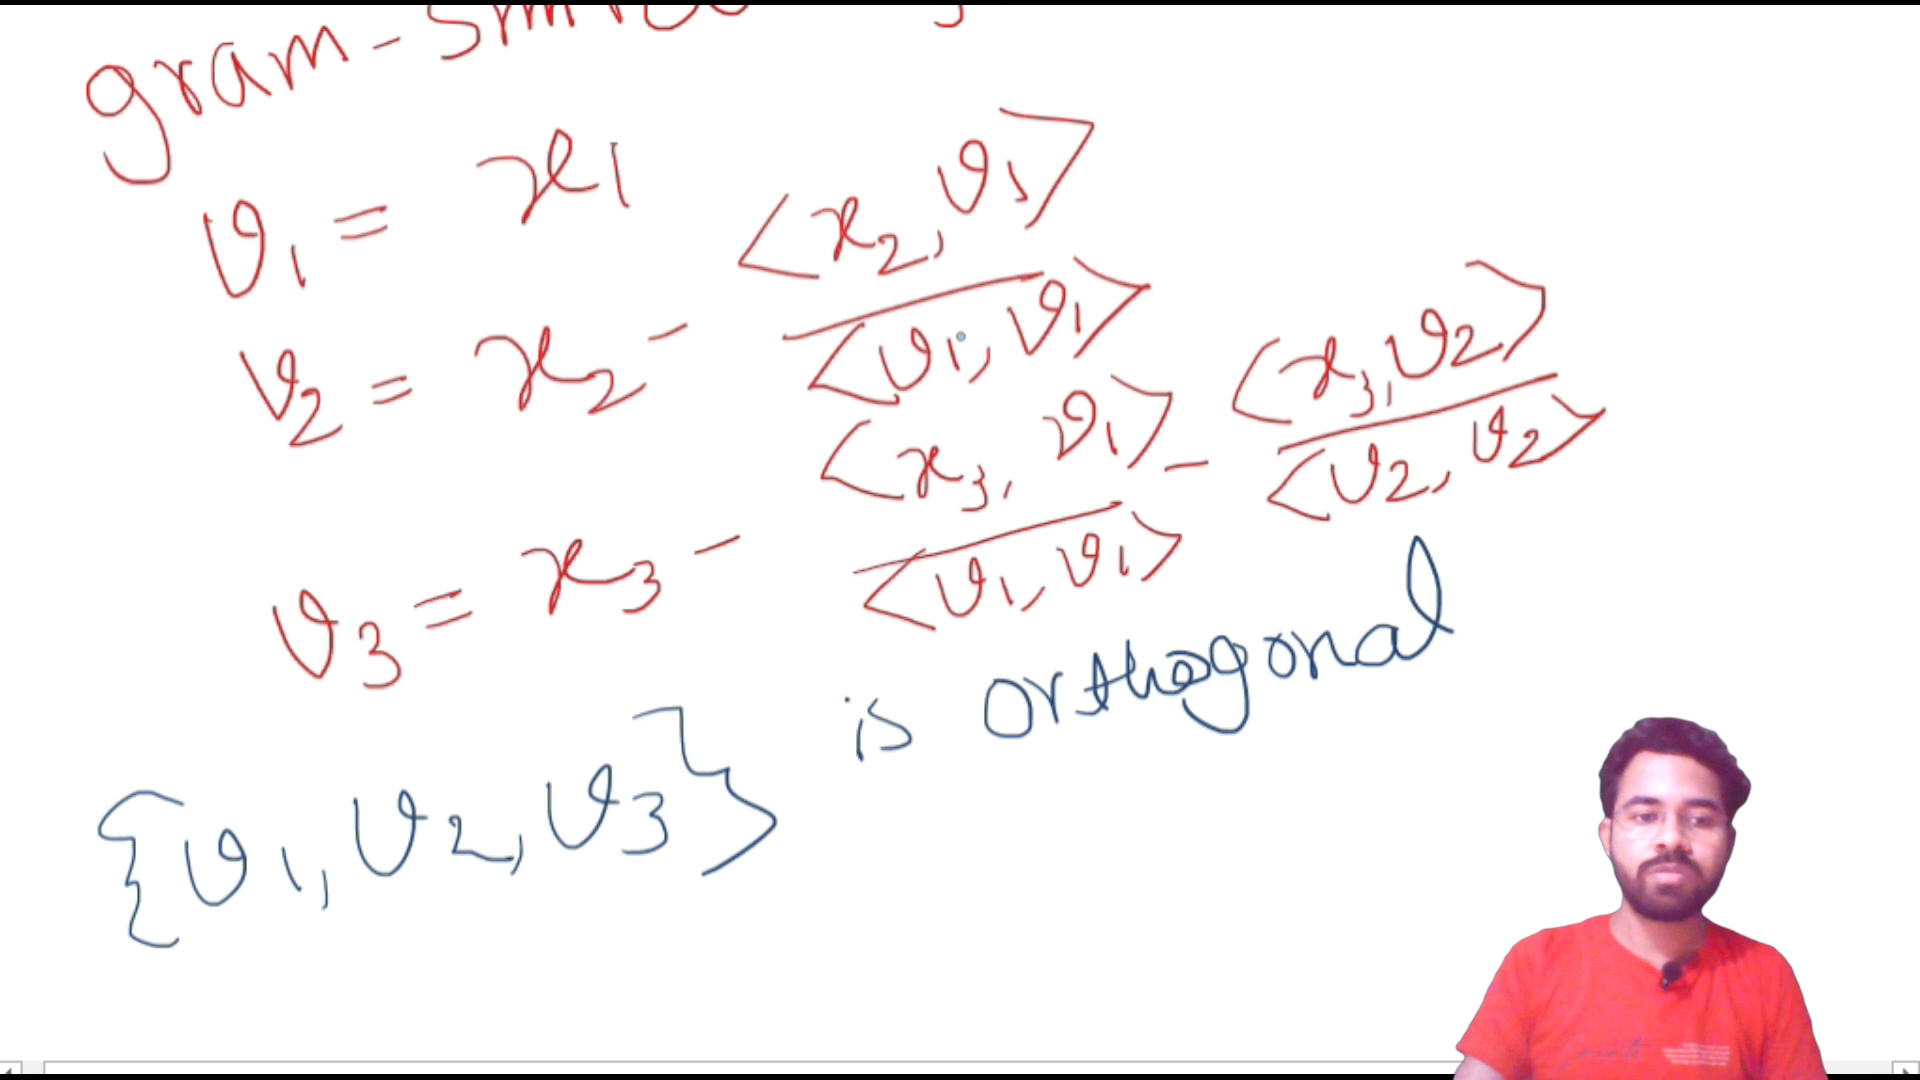 gram-
v1 = x1
v2 = x2 - <x2, v1> / <v1, v1>
v3 = x3 - <x3, v1> / <v1, v1> - <x3, v2> / <v2, v2>
{v1, v2, v3} is orthogonal